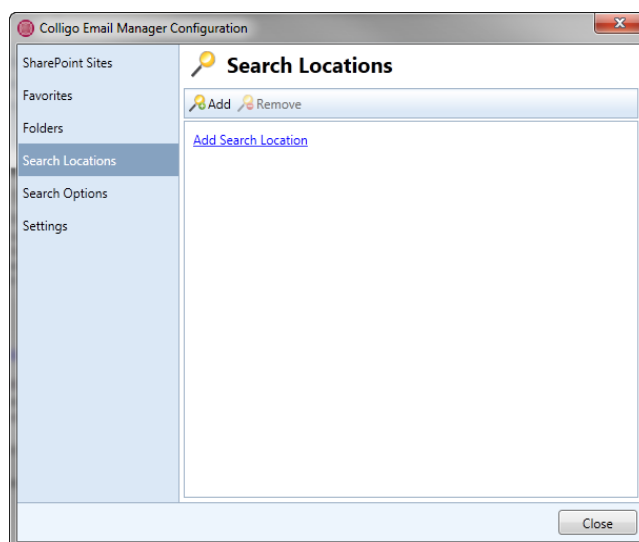 Colligo Email Manager Configuration
SharePoint Sites
Favorites
Folders
Search Locations
Search Options
Settings
Search Locations
Add Remove
Add Search Location
Close